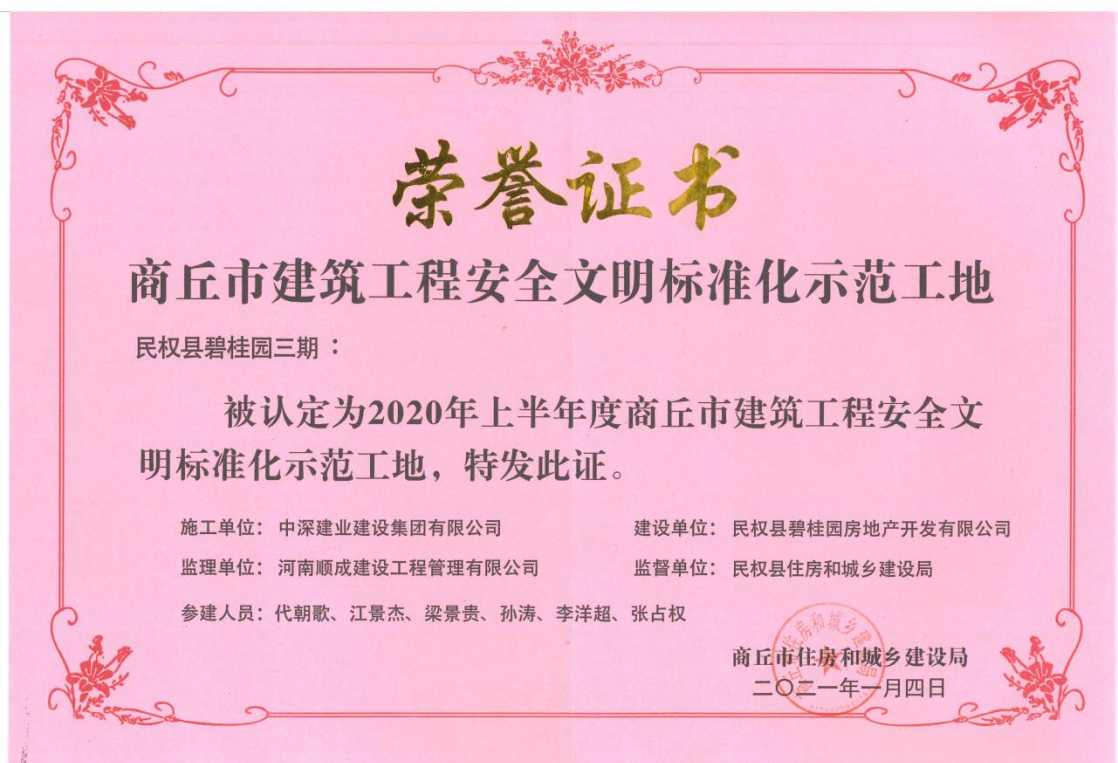 荣誉证书
商丘市建筑工程安全文明标准化示范工地
民权县碧桂园三期：
被认定为2020年上半年度商丘市建筑工程安全文
明标准化示范工地，特发此证。
施工单位：中深建业建设集团有限公司 建设单位：民权县碧桂园房地产开发有限公司
监理单位：河南顺成建设工程管理有限公司 监督单位：民权县住房和城乡建设局
参建人员：代朝歌、江景杰、梁景贵、孙涛、李洋超、张占权
商丘市住房和城乡建设局
二〇二一年一月四日